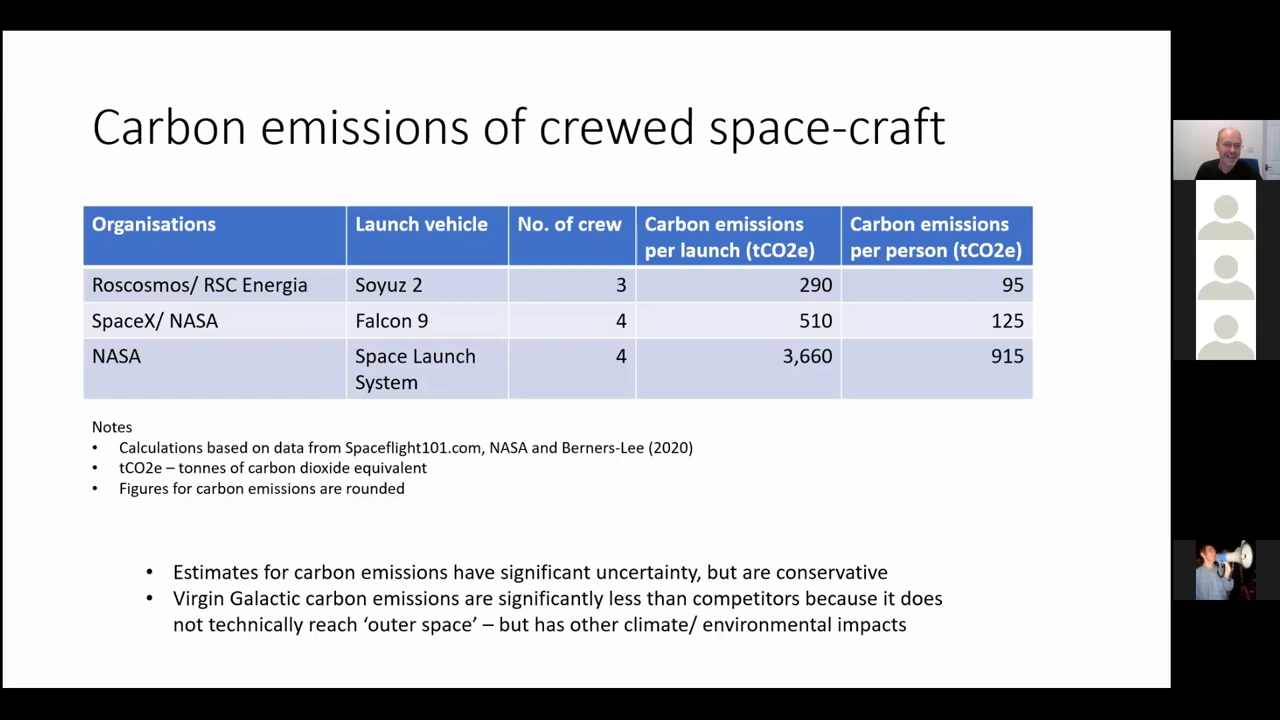 Carbon emissions of crewed space-craft
Organisations Launch vehicle No. of crew Carbon emissions per launch (tCO2e) Carbon emissions per person (tCO2e)
Roscosmos/ RSC Energia Soyuz 2 3 290 95
SpaceX/ NASA Falcon 9 4 510 125
NASA Space Launch System 4 3,660 915
Notes
• Calculations based on data from Spaceflight101.com, NASA and Berners-Lee (2020)
• tCO2e – tonnes of carbon dioxide equivalent
• Figures for carbon emissions are rounded
• Estimates for carbon emissions have significant uncertainty, but are conservative
• Virgin Galactic carbon emissions are significantly less than competitors because it does
not technically reach ‘outer space’ – but has other climate/ environmental impacts